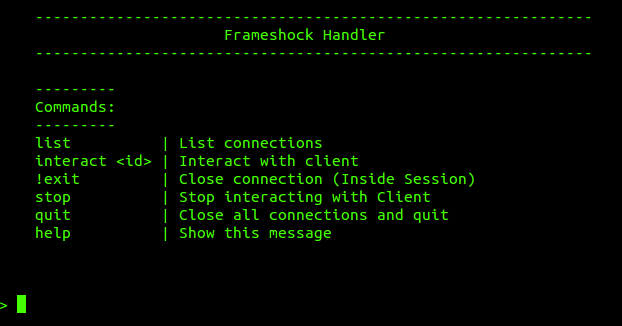 --------------------------------------------------------------
Frameshock Handler
--------------------------------------------------------------
---------
Commands:
---------
list | List connections
interact <id> | Interact with client
!exit | Close connection (Inside Session)
stop | Stop interacting with Client
quit | Close all connections and quit
help | Show this message
>